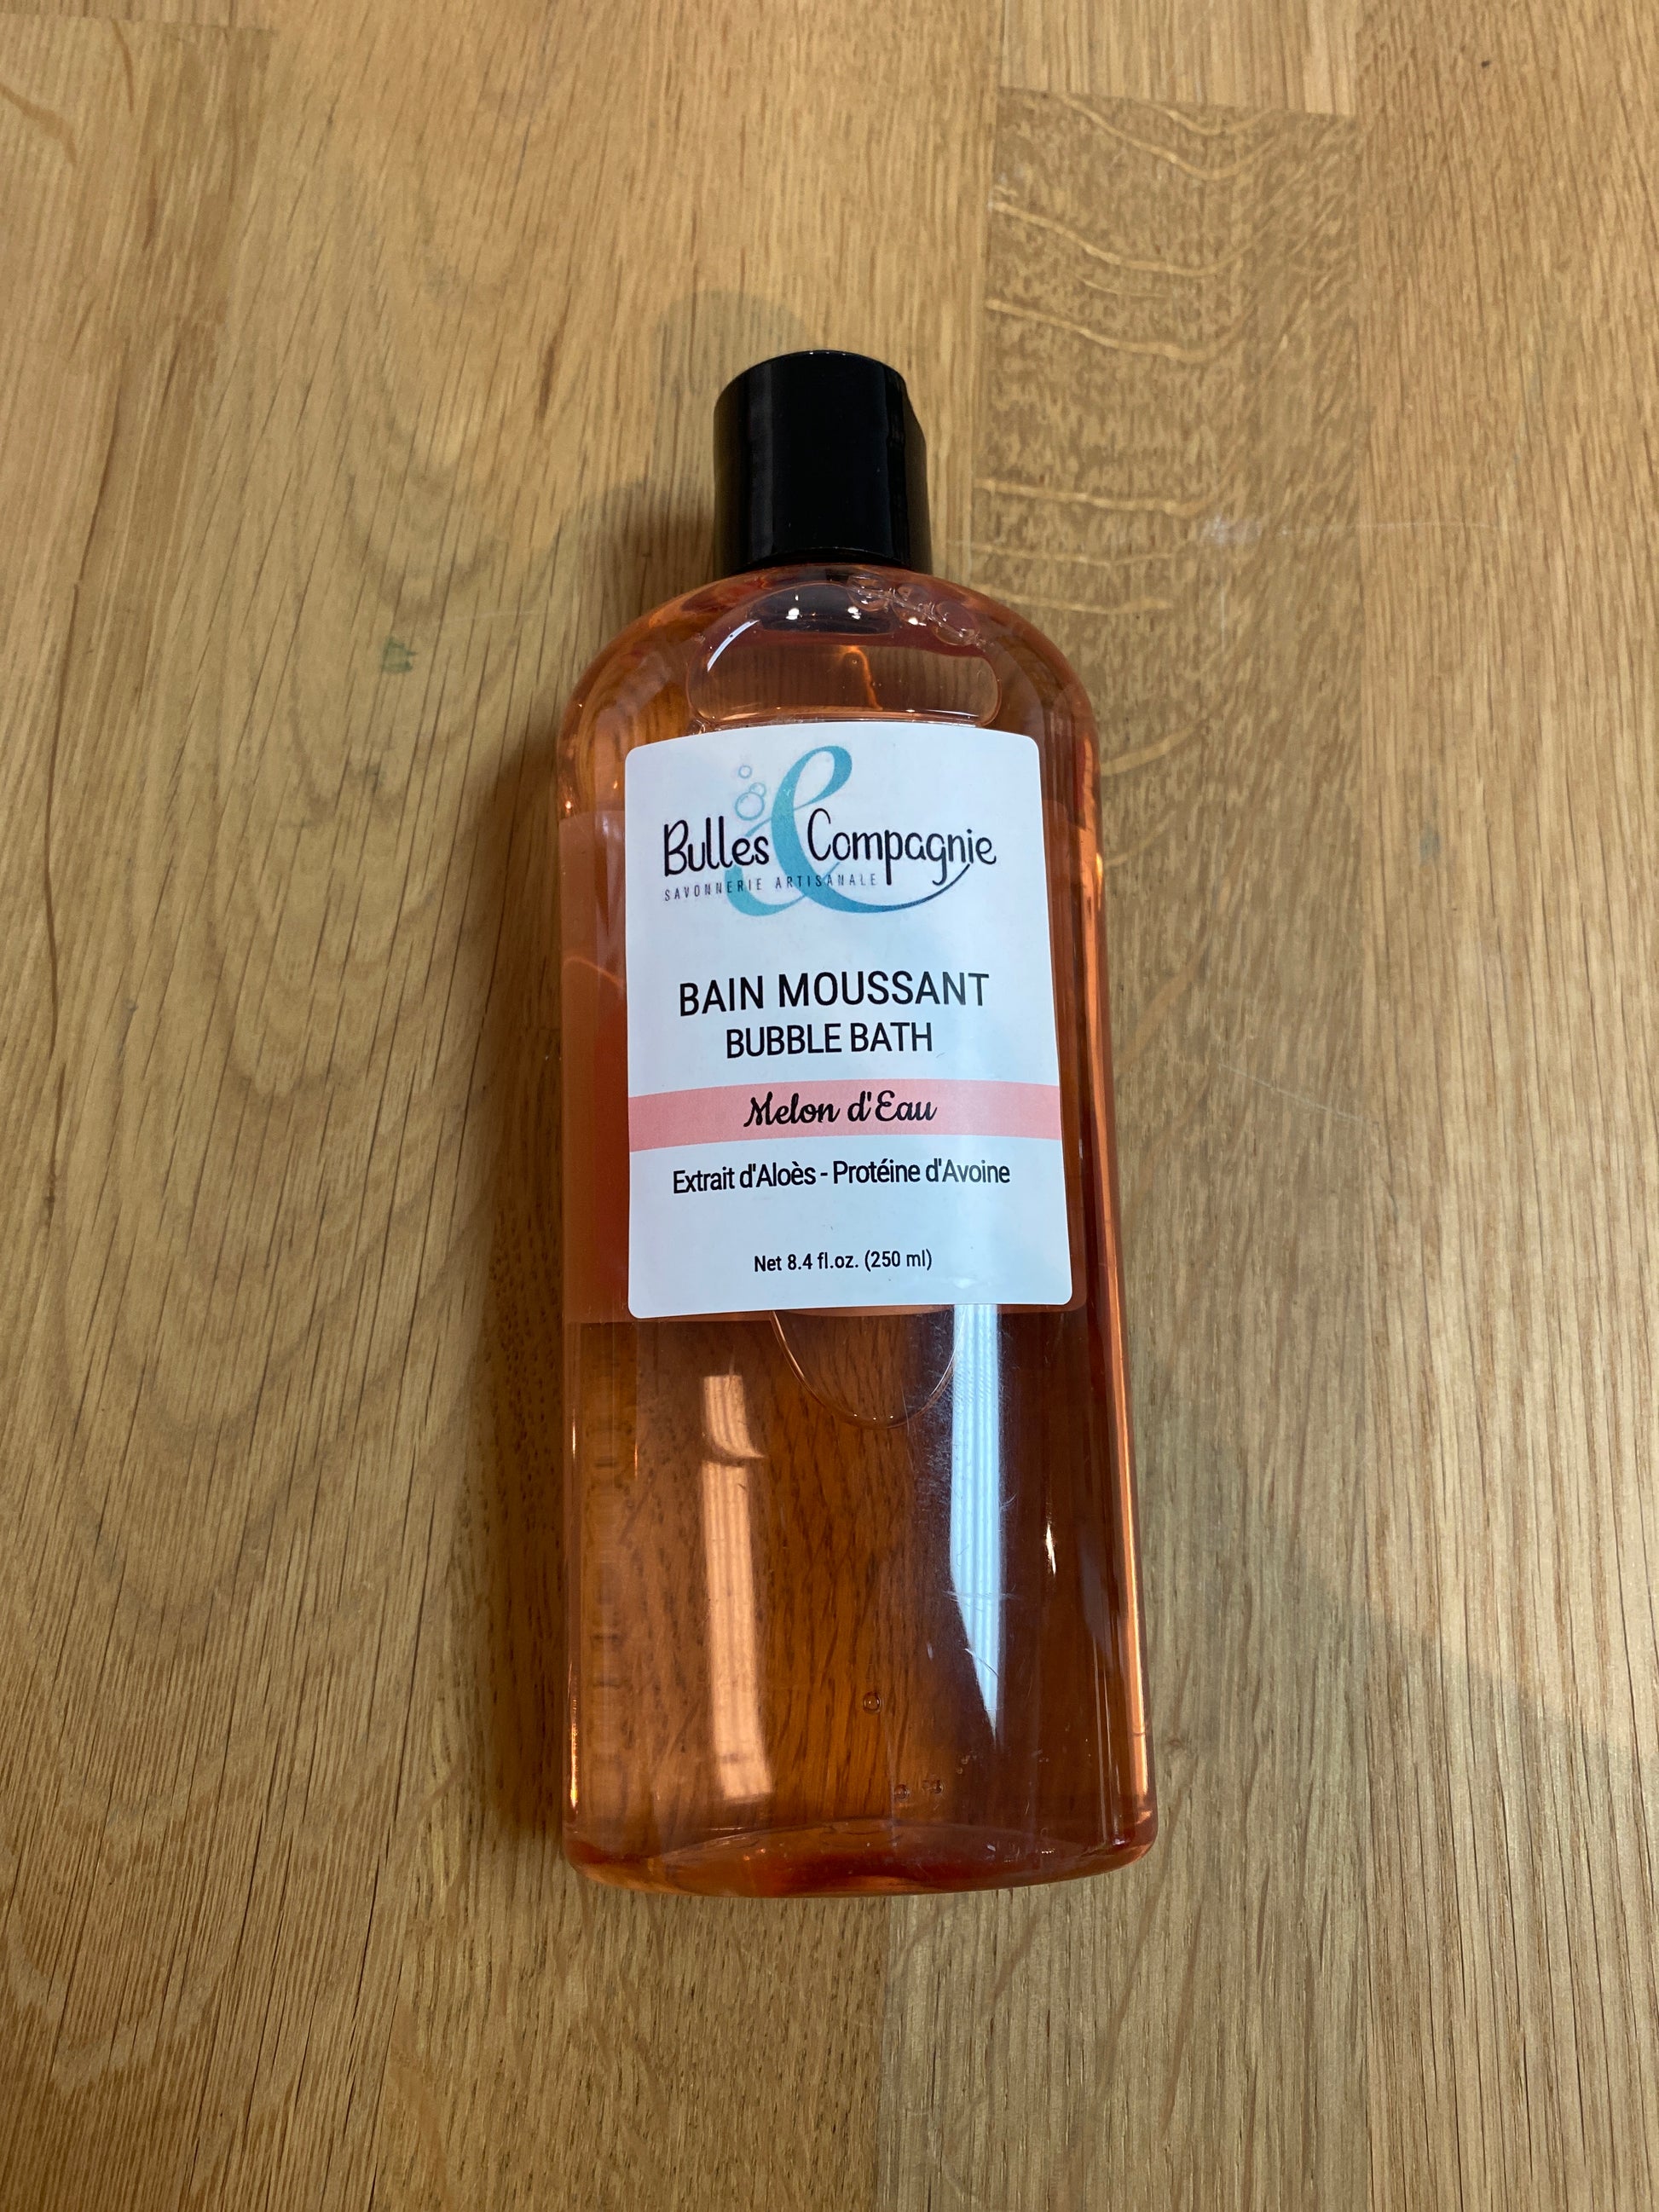 Bulles & Compagnie
SAVONNERIE ARTISANALE
BAIN MOUSSANT
BUBBLE BATH
Melon d'Eau
Extrait d'Aloès - Protéine d'Avoine
Net 8.4 fl.oz. (250 ml)